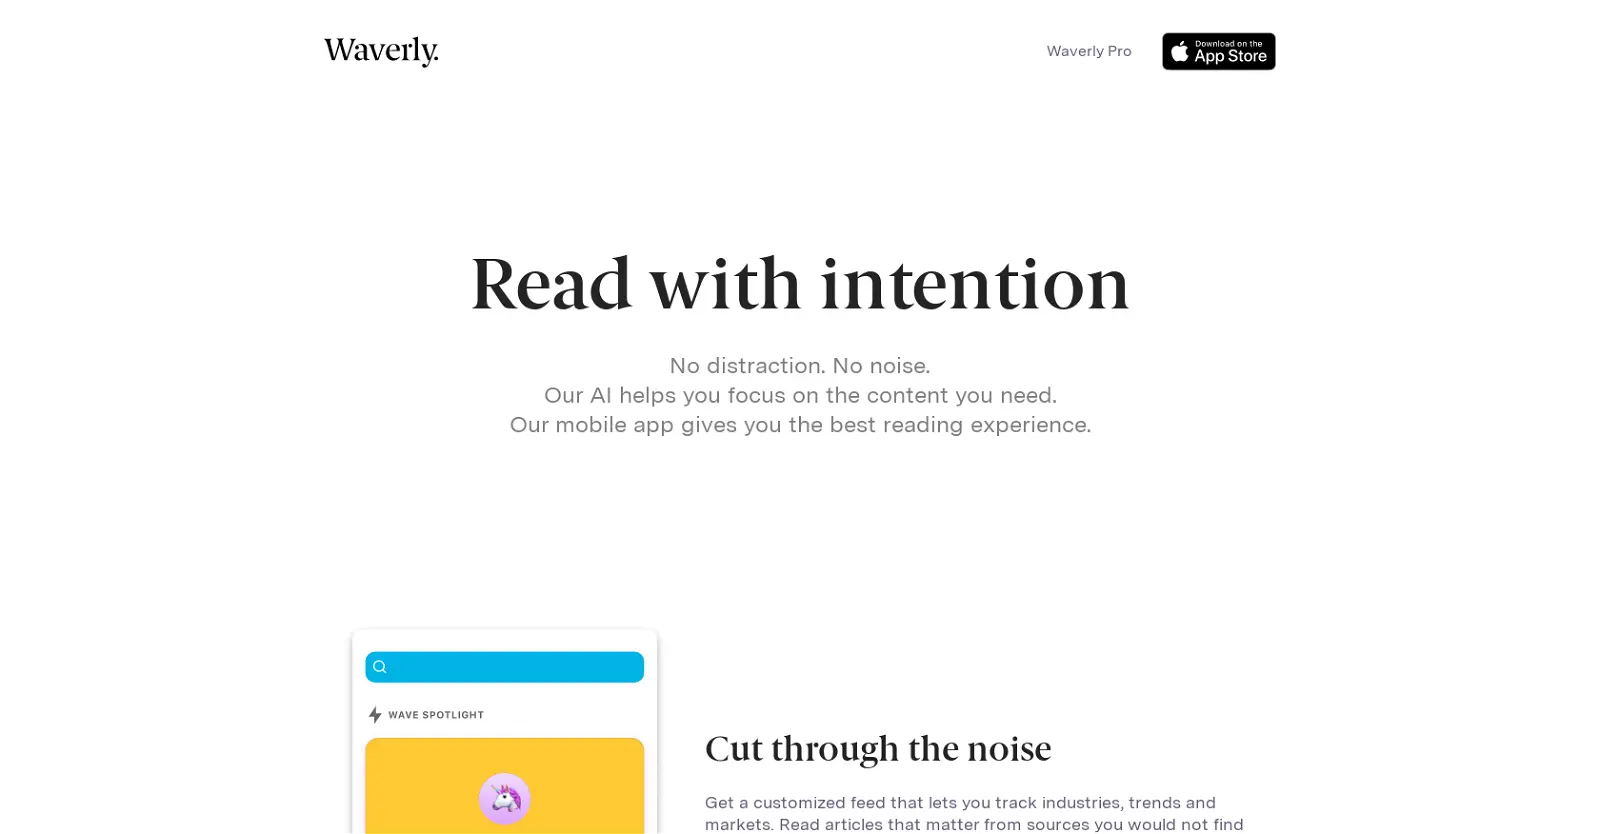 Waverly.
Waverly Pro
Download on the
App Store
Read with intention
No distraction. No noise.
Our AI helps you focus on the content you need.
Our mobile app gives you the best reading experience.
WAVE SPOTLIGHT
Cut through the noise
Get a customized feed that lets you track industries, trends and
markets. Read articles that matter from sources you would not find